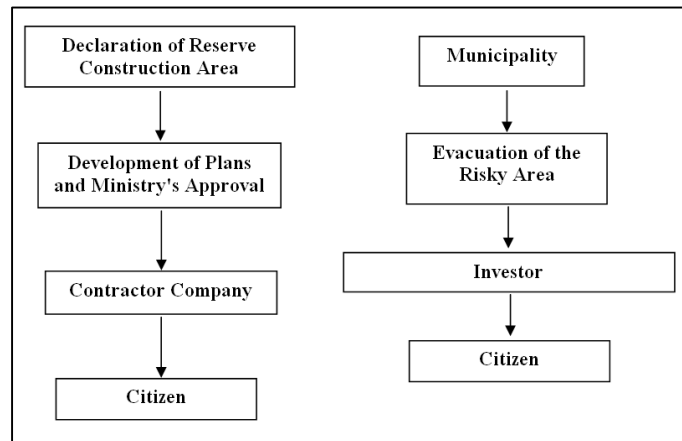 Declaration of Reserve
Construction Area
Development of Plans
and Ministry's Approval
Contractor Company
Citizen
Municipality
Evacuation of the
Risky Area
Investor
Citizen